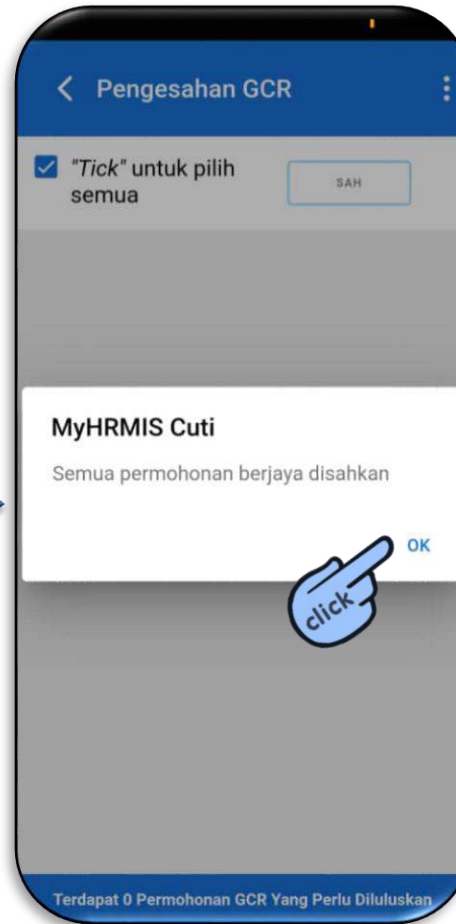 Pengesahan GCR
"Tick" untuk pilih
semua
SAH
MyHRMIS Cuti
Semua permohonan berjaya disahkan
OK
click
Terdapat 0 Permohonan GCR Yang Perlu Diluluskan